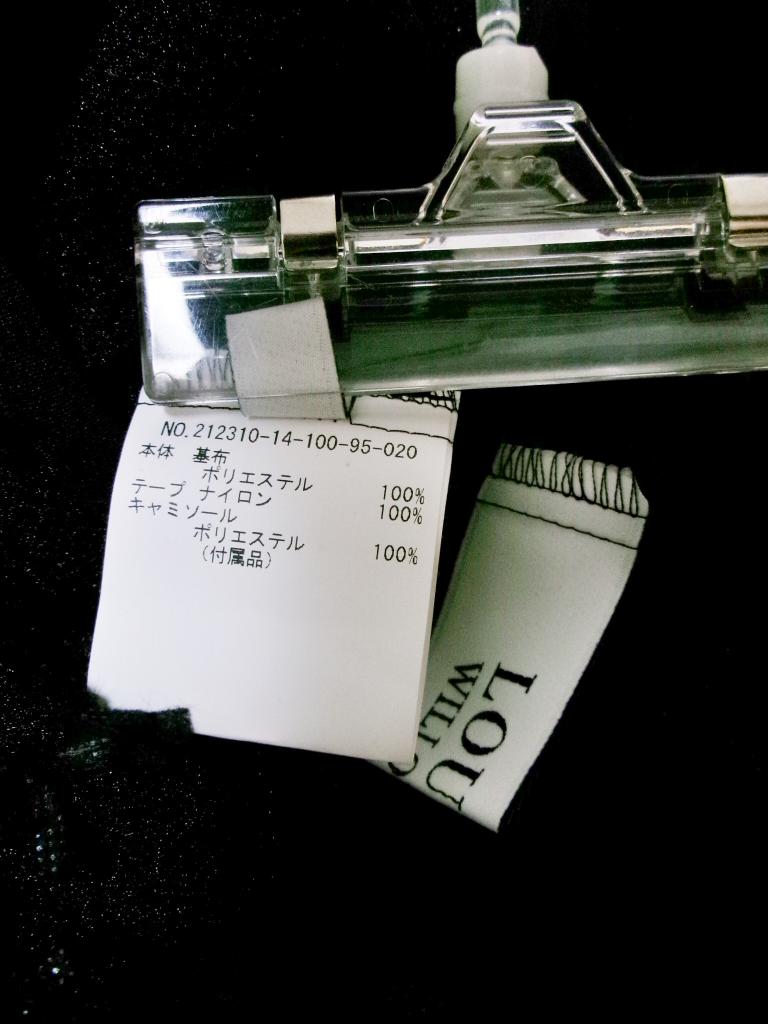 NO.212310-14-100-95-020
本体 基布
ポリエステル 100%
テープ ナイロン 100%
キャミソール
ポリエステル 100%
(付属品)
LOU